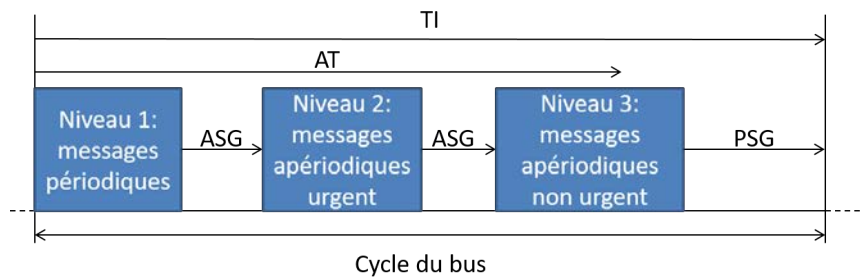 TI
AT
Niveau 1:
messages
périodiques
ASG
Niveau 2:
messages
apériodiques
urgent
ASG
Niveau 3:
messages
apériodiques
non urgent
PSG
Cycle du bus